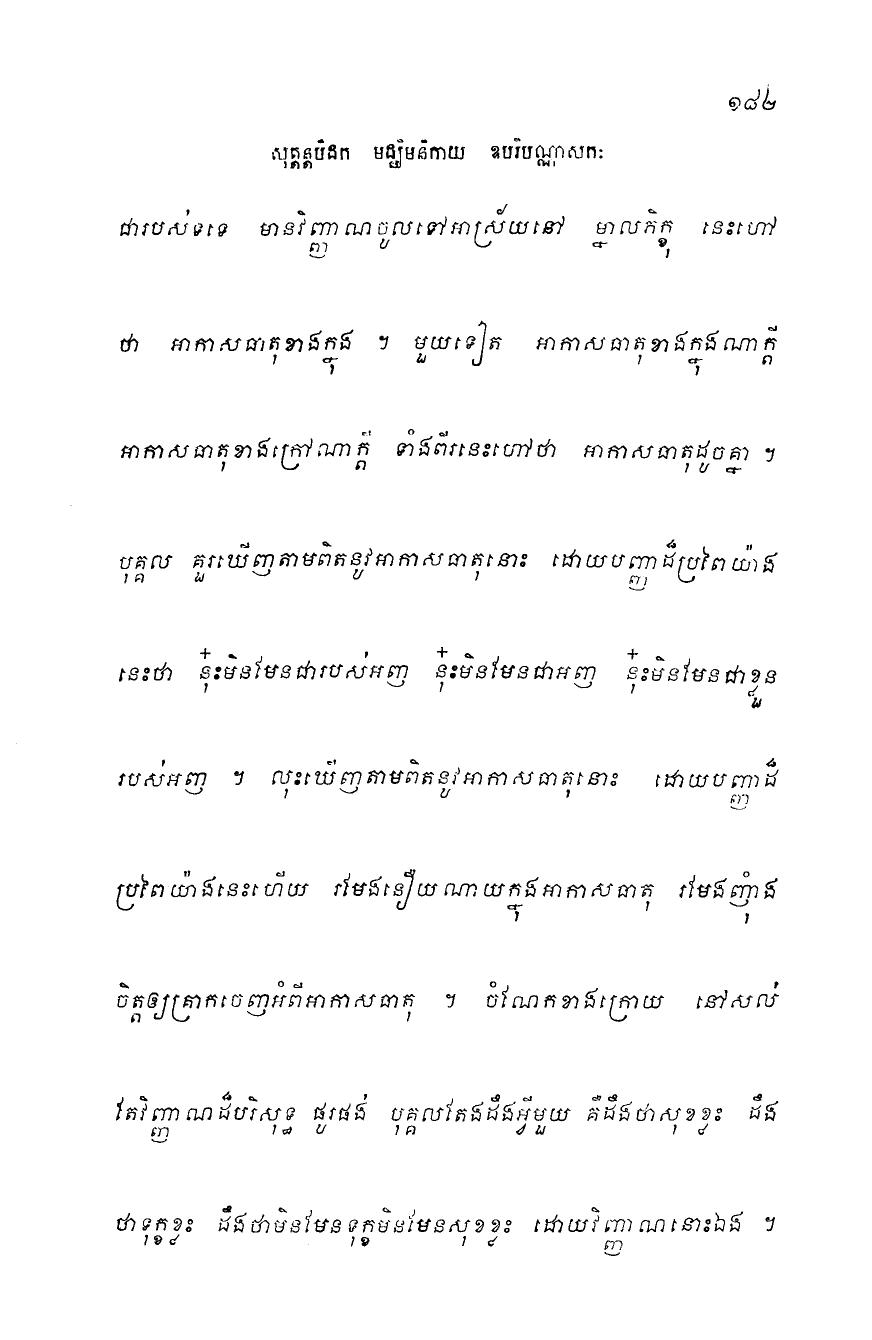 ១៨២
សុត្តន្តបិដក មជ្ឈិមនិកាយ ឧបរិបណ្ណាសកៈ
ជារបស់ទទេ មានវិញ្ញាណចូលទៅអាស្រ័យនៅ ម្នាលភិក្ខុ នេះហៅ
ថា អាកាសធាតុខាងក្នុង ។ មួយទៀត អាកាសធាតុខាងក្នុងណាក្តី
អាកាសធាតុខាងក្រៅណាក្តី ទាំងពីរនេះហៅថា អាកាសធាតុដូចគ្នា ។
បុគ្គល គួរឃើញតាមពិតនូវអាកាសធាតុនោះ ដោយបញ្ញាដ៏ប្រពៃយ៉ាង
នេះថា នុ៎ះមិនមែនជារបស់អញ នុ៎ះមិនមែនជាអញ នុ៎ះមិនមែនជាខ្លួន
របស់អញ ។ លុះឃើញតាមពិតនូវអាកាសធាតុនោះ ដោយបញ្ញាដ៏
ប្រពៃយ៉ាងនេះហើយ រមែងនឿយណាយក្នុងអាកាសធាតុ រមែងញុំាង
ចិត្តឲ្យប្រាកចេញអំពីអាកាសធាតុ ។ ចំណែកខាងក្រោយ នៅសល់
តែវិញ្ញាណដ៏បរិសុទ្ធ ផូរផង់ បុគ្គលតែងដឹងអ្វីមួយ គឺដឹងថាសុខខ្លះ ដឹង
ថាទុក្ខខ្លះ ដឹងថាមិនមែនទុក្ខមិនមែនសុខខ្លះ ដោយវិញ្ញាណនោះឯង ។